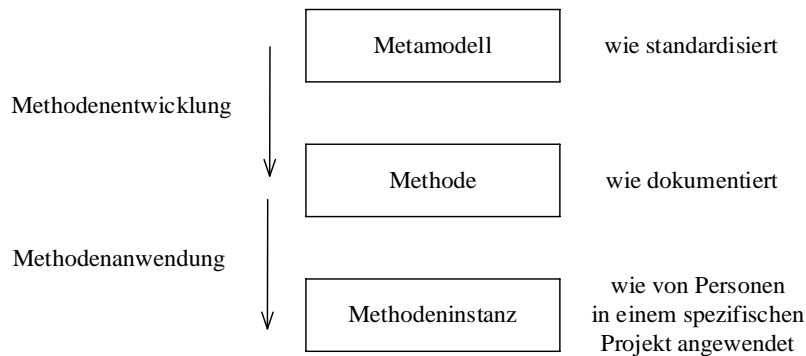 Metamodell
wie standardisiert
Methodenentwicklung
Methode
wie dokumentiert
Methodenanwendung
Methodeninstanz
wie von Personen
in einem spezifischen
Projekt angewendet